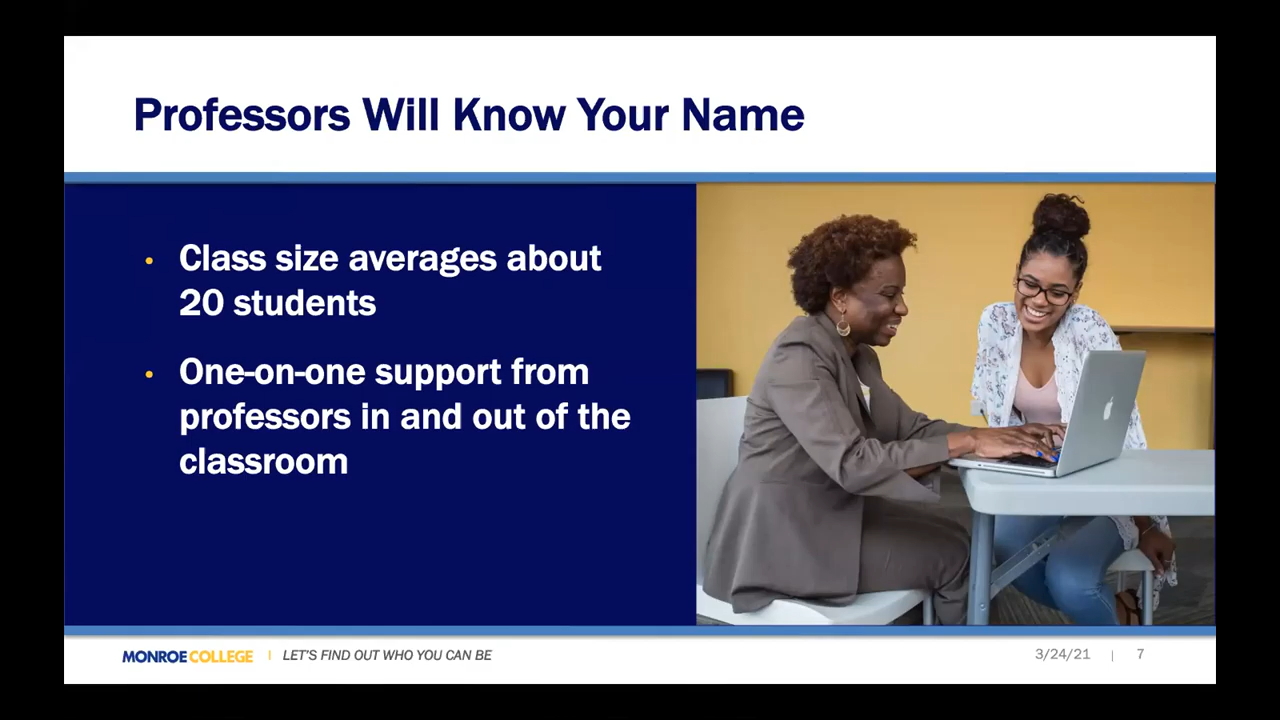 Professors Will Know Your Name
• Class size averages about
20 students
• One-on-one support from
professors in and out of the
classroom
MONROE COLLEGE | LET'S FIND OUT WHO YOU CAN BE
3/24/21 | 7